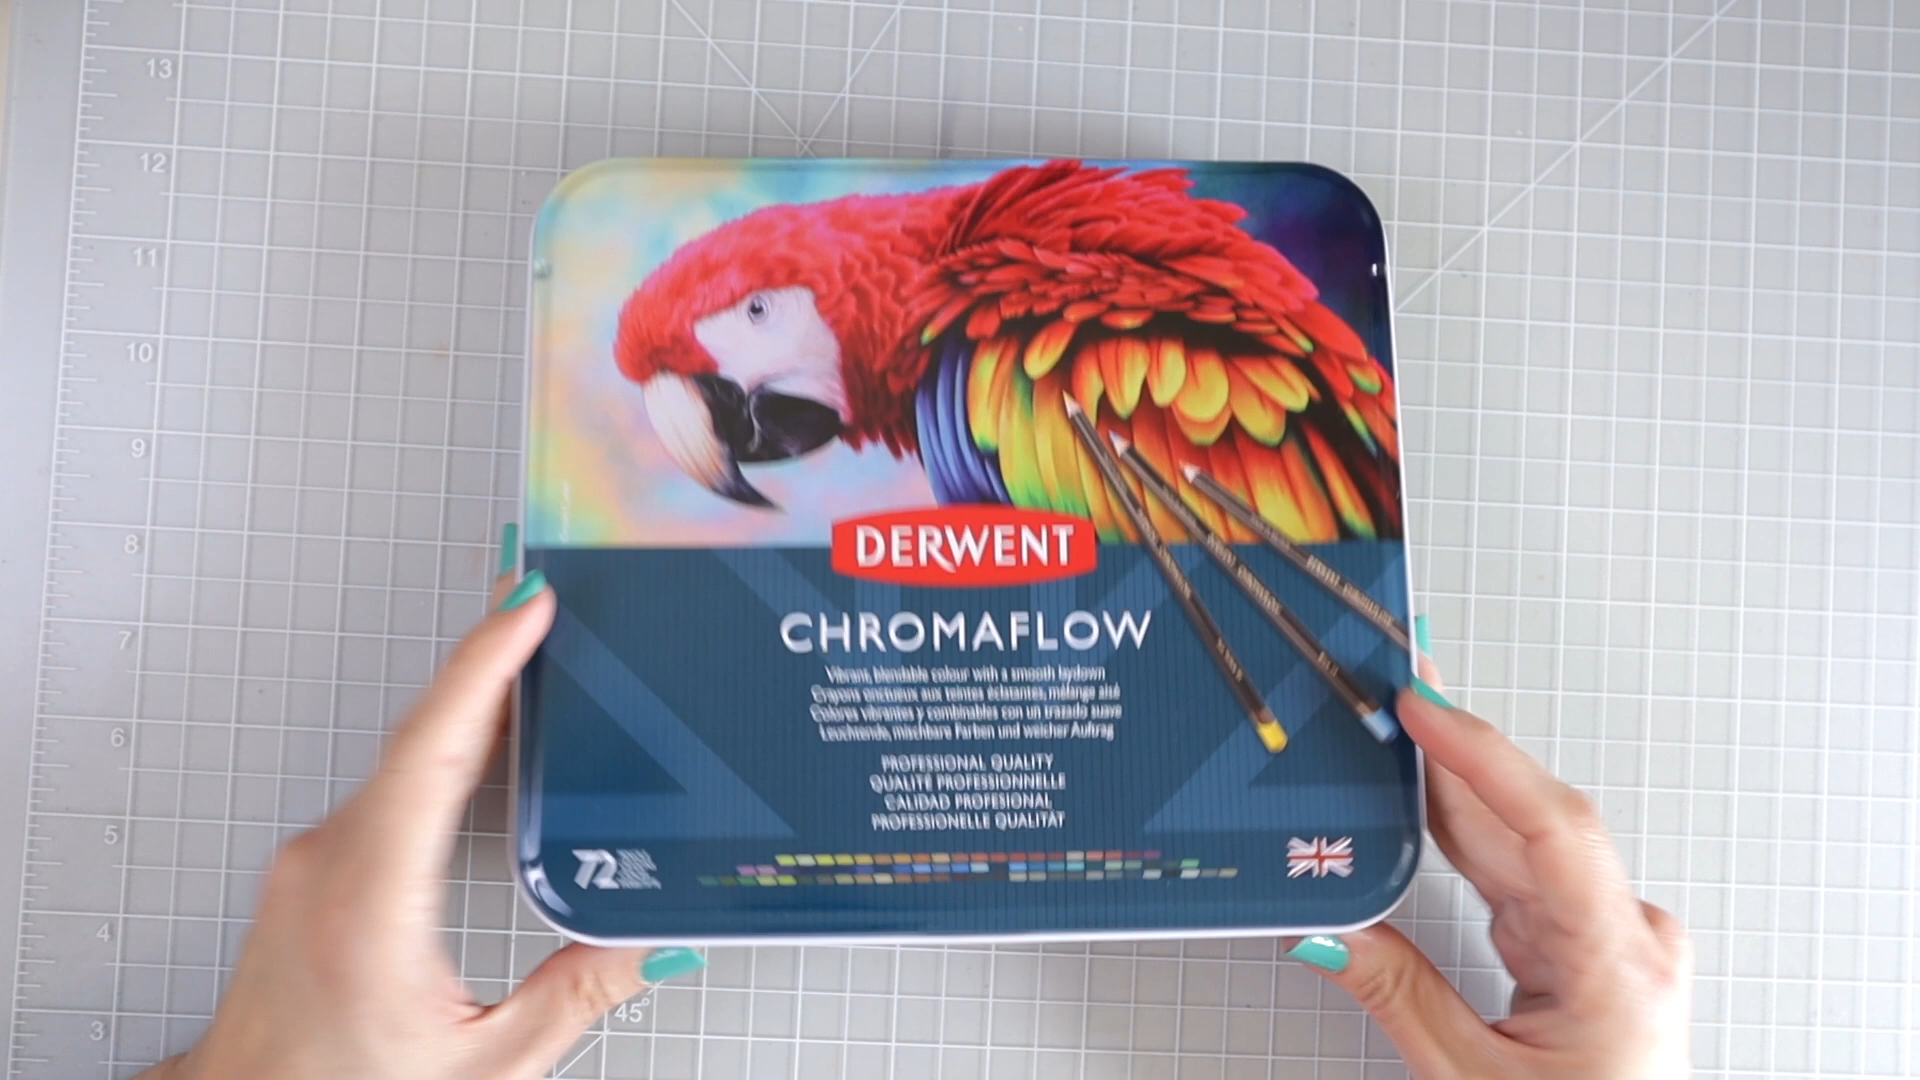 13
12
11
10
9
8
7
6
5
4
3
45°
DERWENT
CHROMAFLOW
Vibrant, blendable colour with a smooth laydown
Crayons onctueux aux teintes éclatantes, mélange aisé
Colores vibrantes y combinables con un trazado suave
Leuchtende, mischbare Farben und weicher Auftrag
PROFESSIONAL QUALITY
QUALITÉ PROFESSIONNELLE
CALIDAD PROFESIONAL
PROFESSIONELLE QUALITÄT
72